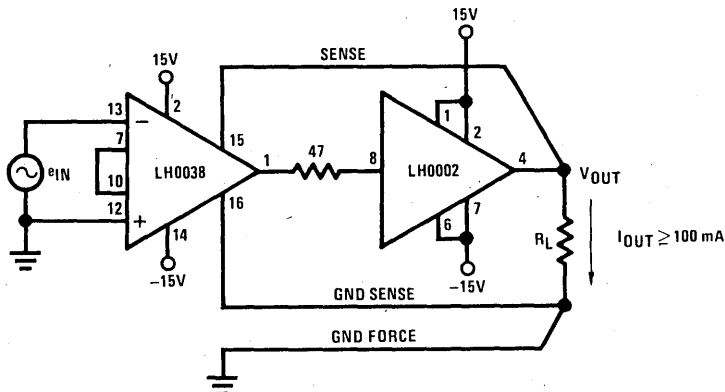 15V
SENSE
15V
13
2
7
−
15
1
2
eIN
LH0038
1
47
8
LH0002
4
VOUT
10
16
7
12
+
14
6
RL
IOUT ≥ 100 mA
−15V
−15V
GND SENSE
GND FORCE